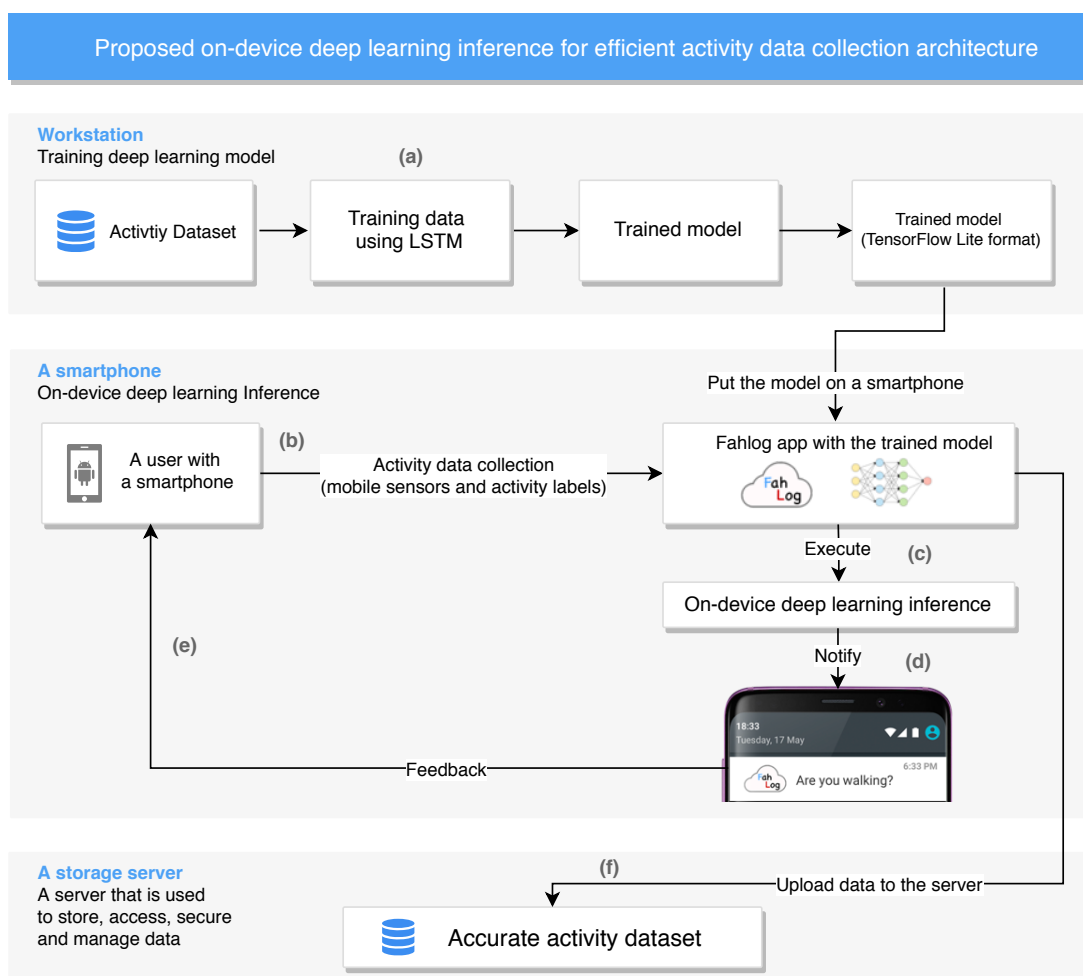 Proposed on-device deep learning inference for efficient activity data collection architecture
Workstation
Training deep learning model
(a)
Activtiy Dataset
Training data
using LSTM
Trained model
Trained model
(TensorFlow Lite format)
A smartphone
On-device deep learning Inference
Put the model on a smartphone
(b)
A user with
a smartphone
Activity data collection
(mobile sensors and activity labels)
Fahlog app with the trained model
Fah
Log
Execute
(c)
On-device deep learning inference
(e)
Notify
(d)
18:33
Tuesday, 17 May
6:33 PM
Fah
Log
Are you walking?
Feedback
A storage server
A server that is used
to store, access, secure
and manage data
(f)
Upload data to the server
Accurate activity dataset